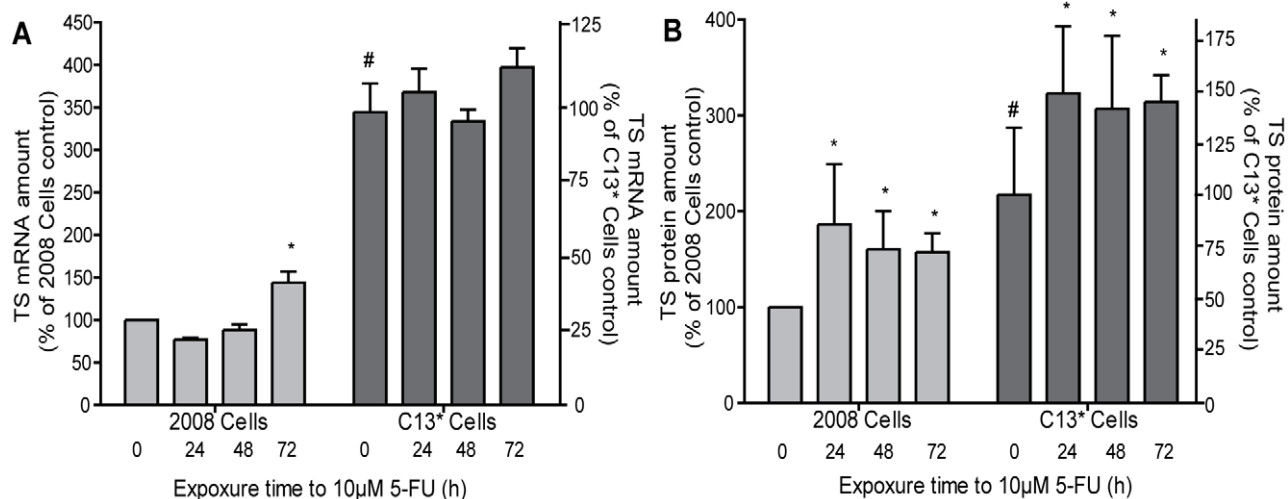 A
TS mRNA amount
(% of 2008 Cells control)
450
400
350
300
250
200
150
100
50
0
*
#
125
100
75
50
25
0
TS mRNA amount
(% of C13* Cells control)
2008 Cells
C13* Cells
0 24 48 72 0 24 48 72
Expoxure time to 10µM 5-FU (h)
B
TS protein amount
(% of 2008 Cells control)
400
300
200
100
0
* * * # * * *
175
150
125
100
75
50
25
0
TS protein amount
(% of C13* Cells control)
2008 Cells
C13* Cells
0 24 48 72 0 24 48 72
Expoxure time to 10µM 5-FU (h)